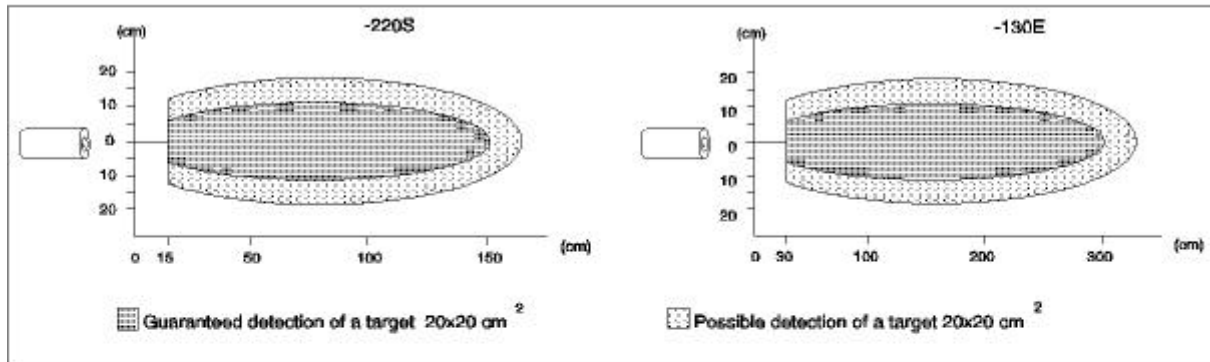 -220S
(cm)
20
10
0
10
20
0 15 50 100 150
(cm)
-130E
(cm)
20
10
0
10
20
0 30 100 200 300
(cm)
Guaranteed detection of a target 20x20 cm 2
Possible detection of a target 20x20 cm 2